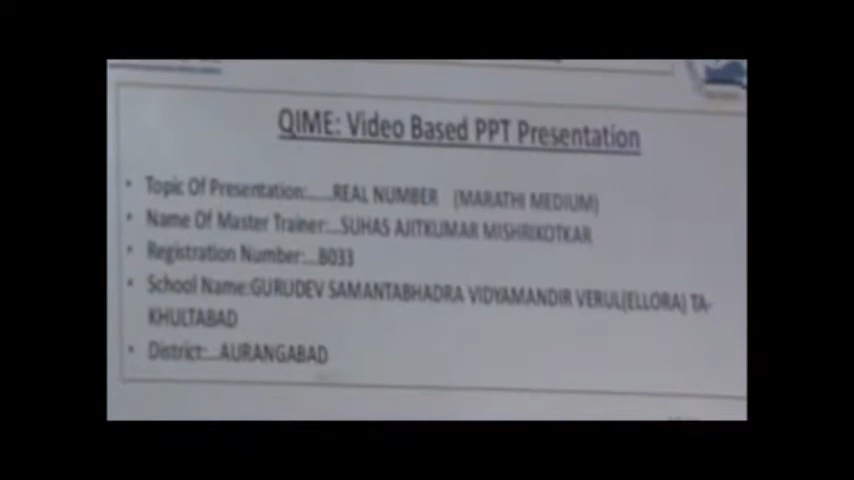 QIME: Video Based PPT Presentation
• Topic Of Presentation:.....REAL NUMBER (MARATHI MEDIUM)
• Name Of Master Trainer:...SUHAS AJITKUMAR MISHRIKOTKAR
• Registration Number:...B033
• School Name:GURUDEV SAMANTABHADRA VIDYAMANDIR VERUL(ELLORA) TA-
KHULTABAD
• District:...AURANGABAD